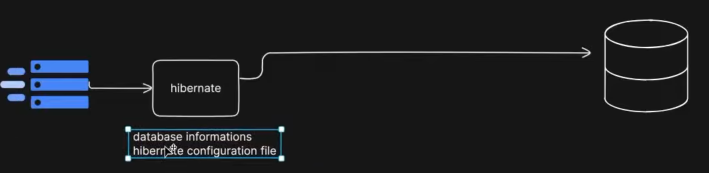 hibernate
database informations
hibernate configuration file